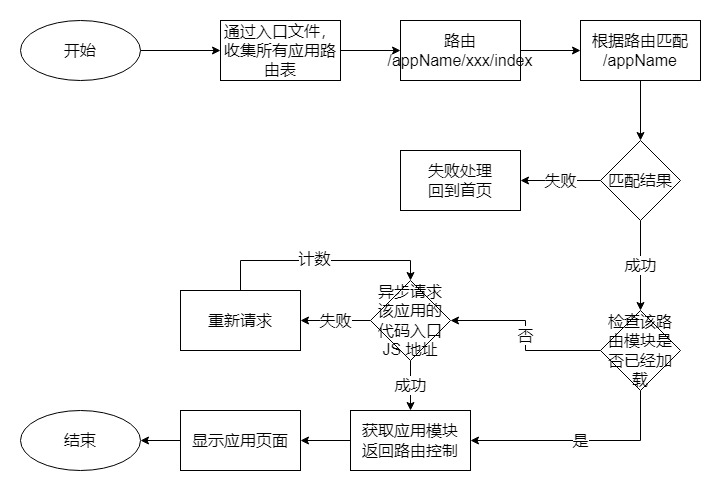 开始
通过入口文件，
收集所有应用路
由表
路由
/appName/xxx/index
根据路由匹配
/appName
失败处理
回到首页
失败
匹配结果
成功
计数
重新请求
失败
异步请求
该应用的
代码入口
JS 地址
否
检查该路
由模块是
否已经加
载
成功
结束
显示应用页面
获取应用模块
返回路由控制
是